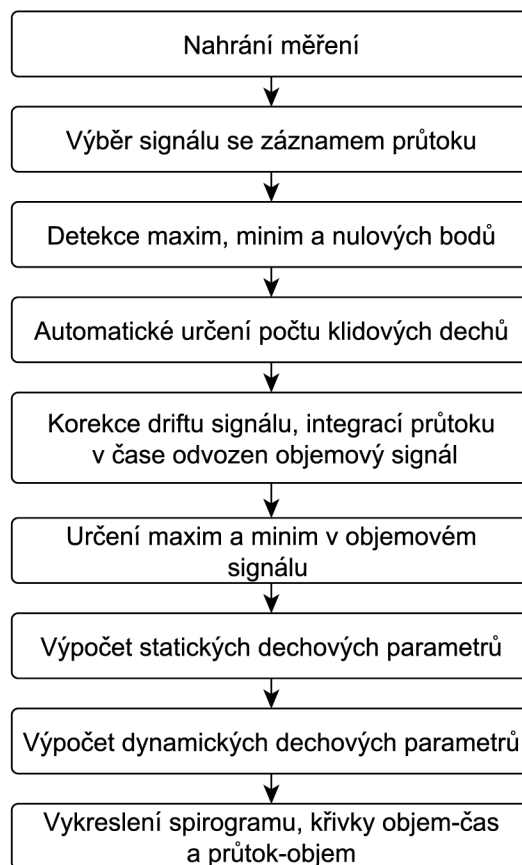 Nahrání měření
Výběr signálu se záznamem průtoku
Detekce maxim, minim a nulových bodů
Automatické určení počtu klidových dechů
Korekce driftu signálu, integrací průtoku
v čase odvozen objemový signál
Určení maxim a minim v objemovém
signálu
Výpočet statických dechových parametrů
Výpočet dynamických dechových parametrů
Vykreslení spirogramu, křivky objem-čas
a průtok-objem